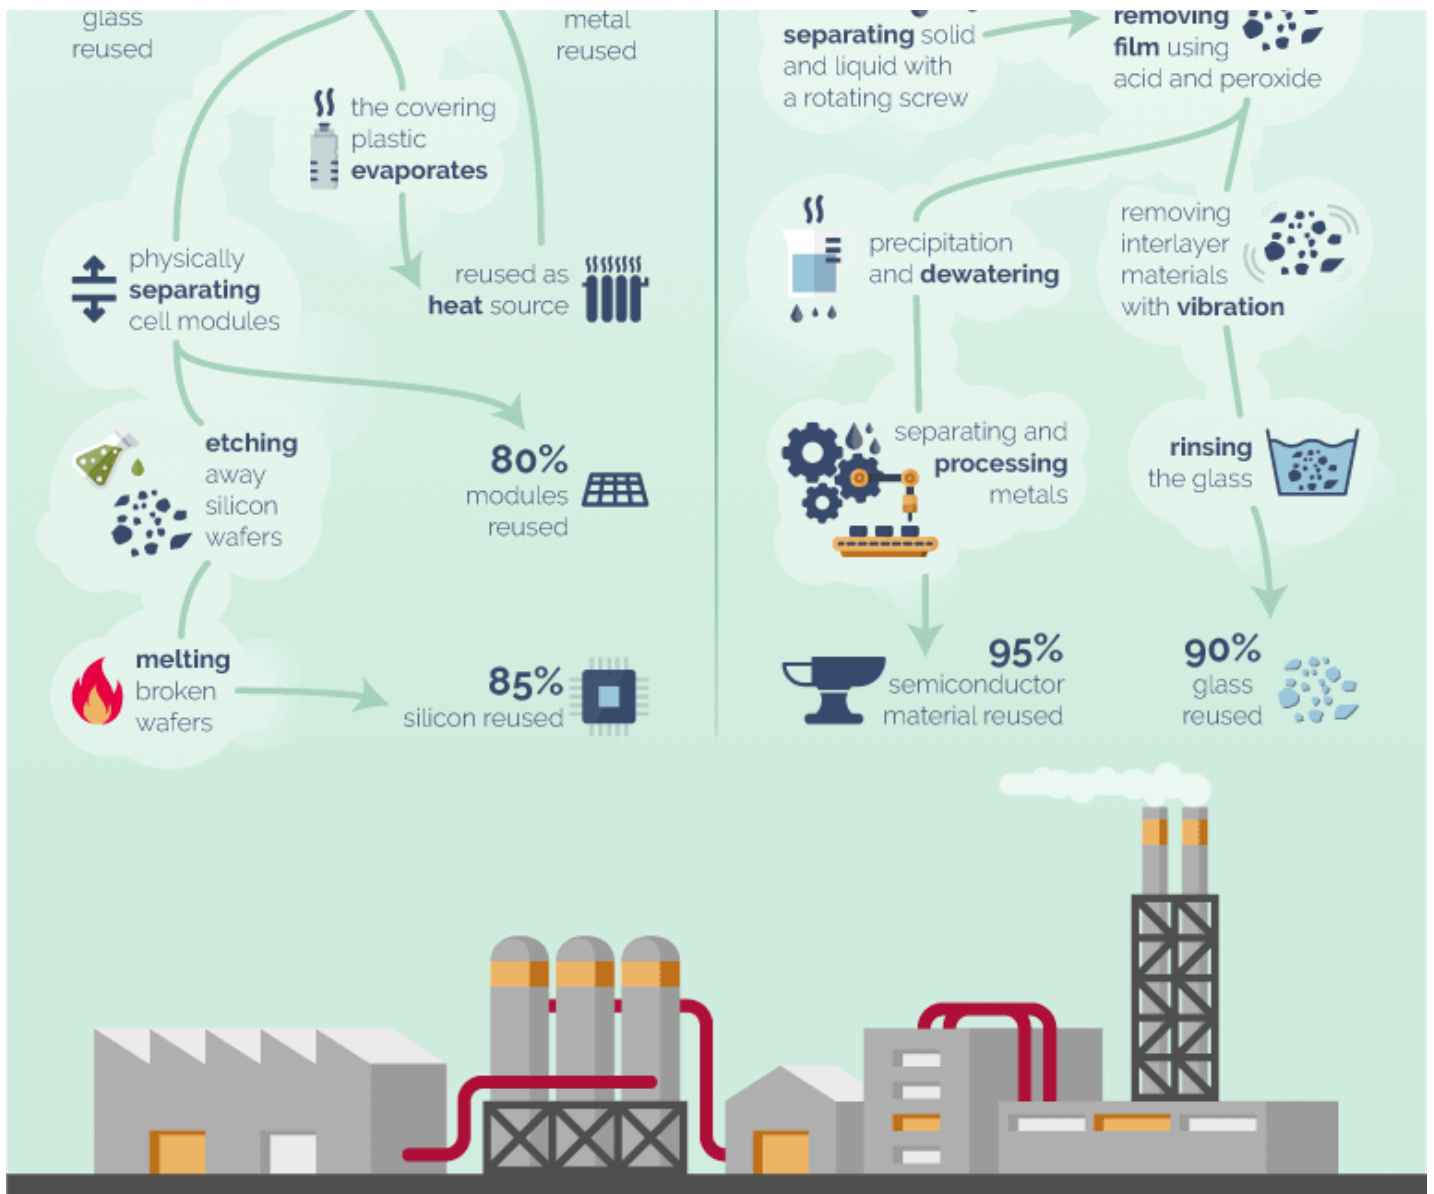 glass
reused
metal
reused
the covering
plastic
evaporates
physically
separating
cell modules
reused as
heat source
etching
away
silicon
wafers
80%
modules
reused
melting
broken
wafers
85%
silicon reused
separating solid
and liquid with
a rotating screw
removing
film using
acid and peroxide
precipitation
and dewatering
removing
interlayer
materials
with vibration
separating and
processing
metals
rinsing
the glass
95%
semiconductor
material reused
90%
glass
reused